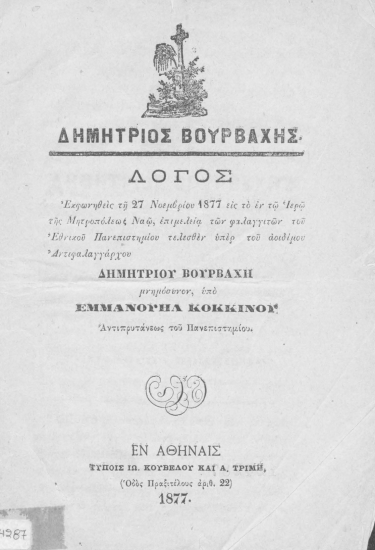 ΔΗΜΗΤΡΙΟΣ ΒΟΥΡΒΑΧΗΣ.
ΛΟΓΟΣ
Ἐκφωνηθεὶς τῇ 27 Νοεμβρίου 1877 εἰς τὸ ἐν τῷ Ἱερῷ
τῆς Μητροπόλεως Ναῷ, ἐπιμελείᾳ τῶν φαλαγγιτῶν τοῦ
Ἐθνικοῦ Πανεπιστημίου τελεσθὲν ὑπὲρ τοῦ ἀοιδίμου
Ἀντιφαλαγγάρχου
ΔΗΜΗΤΡΙΟΥ ΒΟΥΡΒΑΧΗ
μνημόσυνον, ὑπὸ
ΕΜΜΑΝΟΥΗΛ ΚΟΚΚΙΝΟΥ
Ἀντιπρυτάνεως τοῦ Πανεπιστημίου.
ΕΝ ΑΘΗΝΑΙΣ
ΤΥΠΟΙΣ ΙΩ. ΚΟΥΒΕΛΟΥ ΚΑΙ Α. ΤΡΙΜΗ,
(Ὁδὸς Πραξιτέλους ἀριθ. 22)
1877.
4287